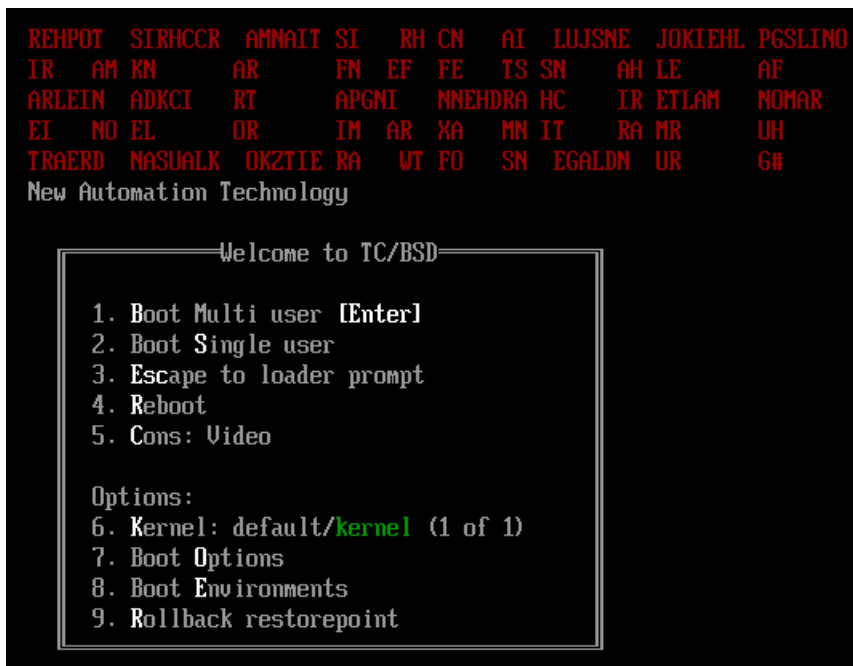 REHPOT SIRHCCR AMNAIT SI RH CN AI LUJSNE JOKIEHL PGSLINO
IR AM KN AR FN EF FE TS SN AH LE AF
ARLEIN ADKCI RT APGNI NNEHDRA HC IR ETLAM NOMAR
EI NO EL OR IM AR XA MN IT RA MR UH
TRAERD NASUALK OKZTIE RA WT FO SN EGALDN UR G#
New Automation Technology
Welcome to TC/BSD
1. Boot Multi user [Enter]
2. Boot Single user
3. Escape to loader prompt
4. Reboot
5. Cons: Video
Options:
6. Kernel: default/kernel (1 of 1)
7. Boot Options
8. Boot Environments
9. Rollback restorepoint